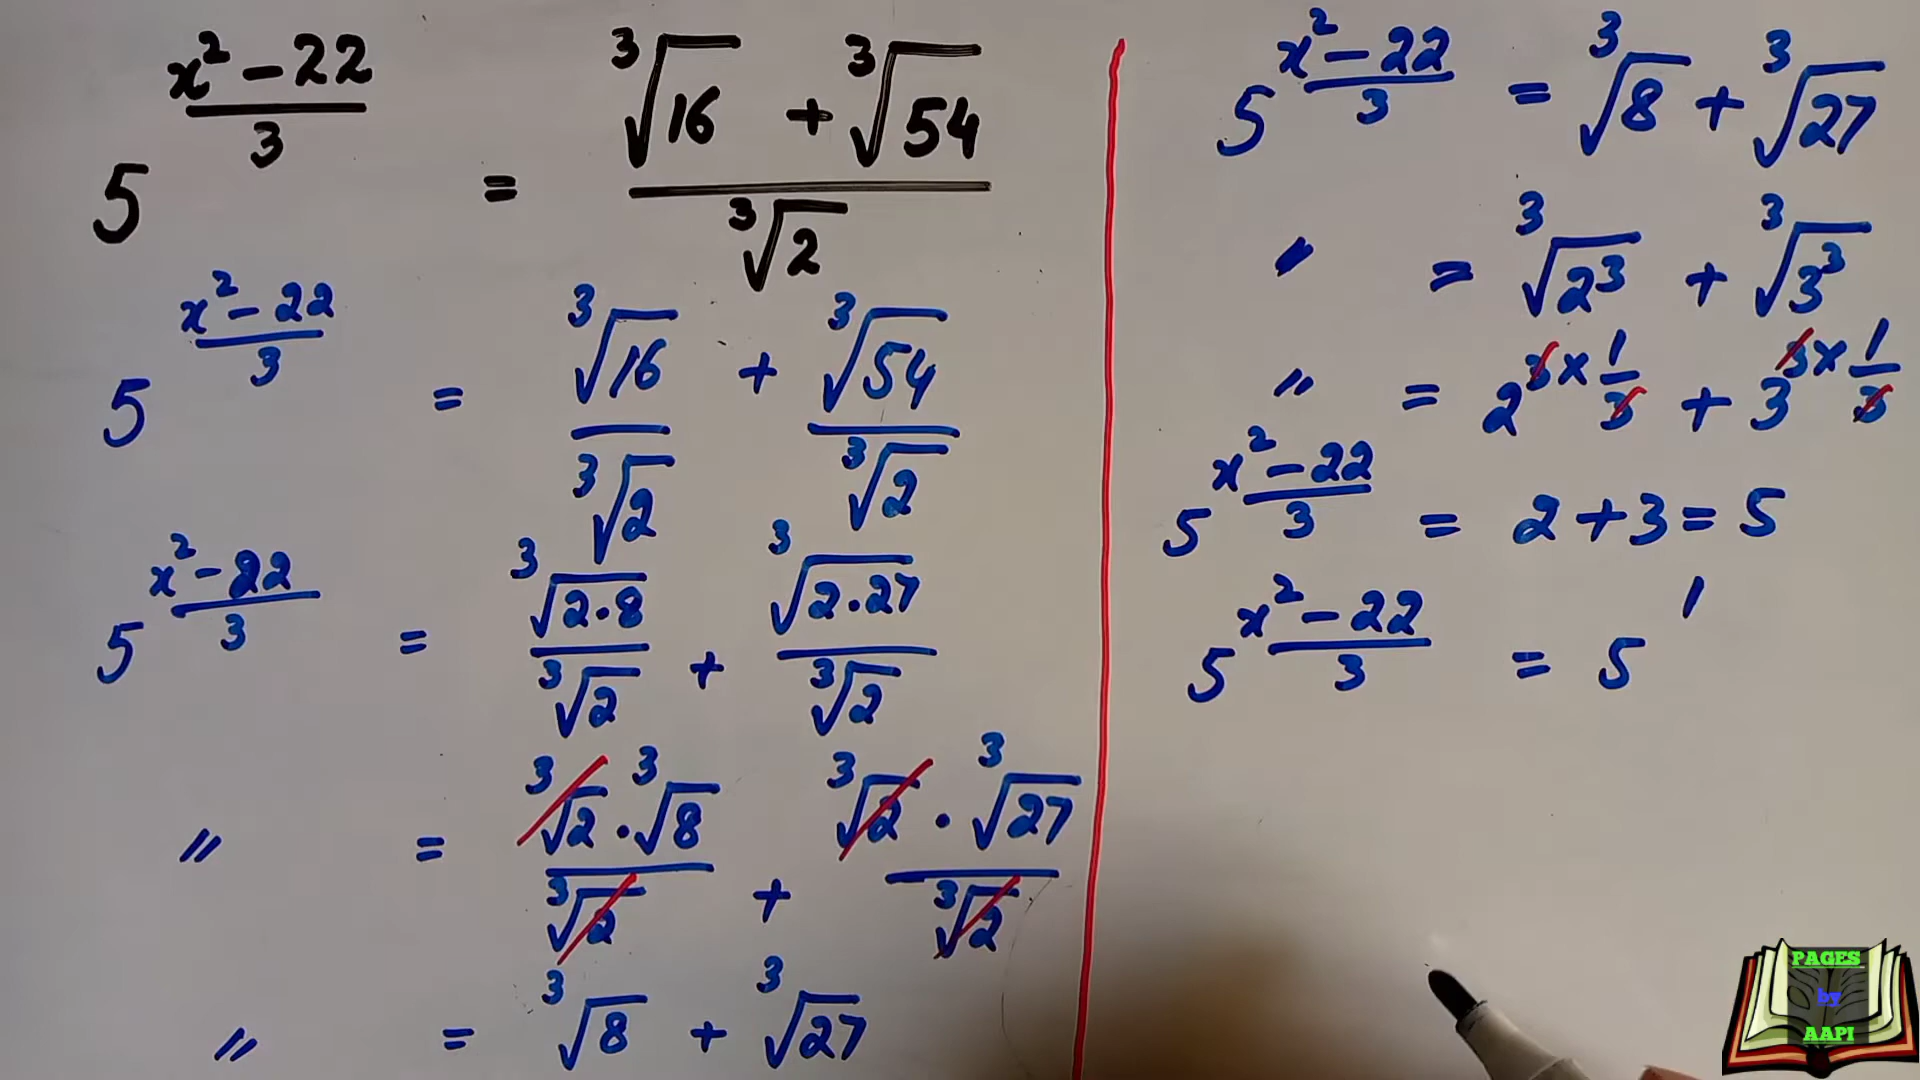 5^((x²-22)/3) = (∛16 + ∛54)/∛2
5^((x²-22)/3) = ∛16/∛2 + ∛54/∛2
5^((x²-22)/3) = ∛(2·8)/∛2 + ∛(2·27)/∛2
〃 = (∛2·∛8)/∛2 + (∛2·∛27)/∛2
〃 = ∛8 + ∛27
5^((x²-22)/3) = ∛8 + ∛27
〃 = ∛(2³) + ∛(3³)
〃 = 2^(3×1/3) + 3^(3×1/3)
5^((x²-22)/3) = 2+3 = 5
5^((x²-22)/3) = 5¹
PAGES
by
AAPI